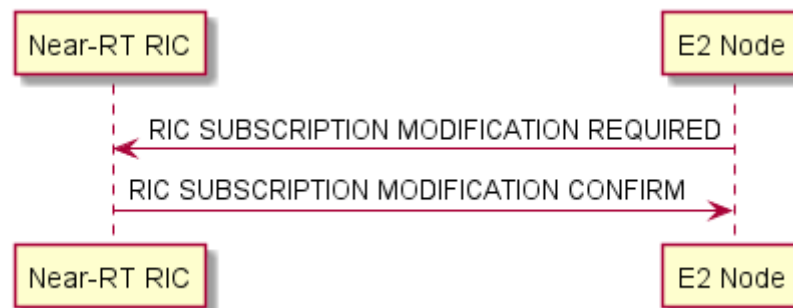 Near-RT RIC
E2 Node
RIC SUBSCRIPTION MODIFICATION REQUIRED
RIC SUBSCRIPTION MODIFICATION CONFIRM
Near-RT RIC
E2 Node